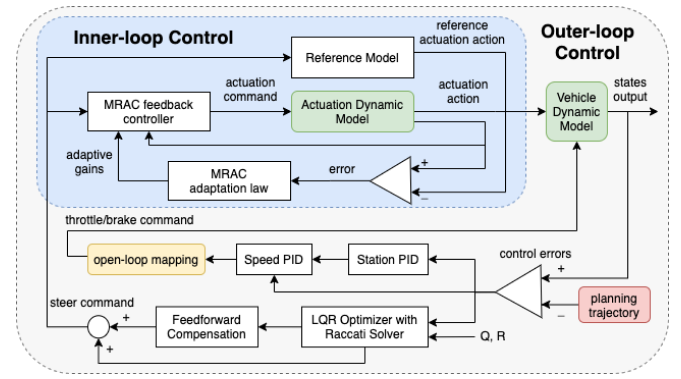 Inner-loop Control
reference
actuation action
Outer-loop
Control
Reference Model
actuation
command
actuation
action
states
output
MRAC feedback
controller
Actuation Dynamic
Model
Vehicle
Dynamic
Model
adaptive
gains
MRAC
adaptation law
error
+
_
throttle/brake command
open-loop mapping
Speed PID
Station PID
control errors
+
_
planning
trajectory
steer command
+
+
Feedforward
Compensation
LQR Optimizer with
Raccati Solver
Q, R